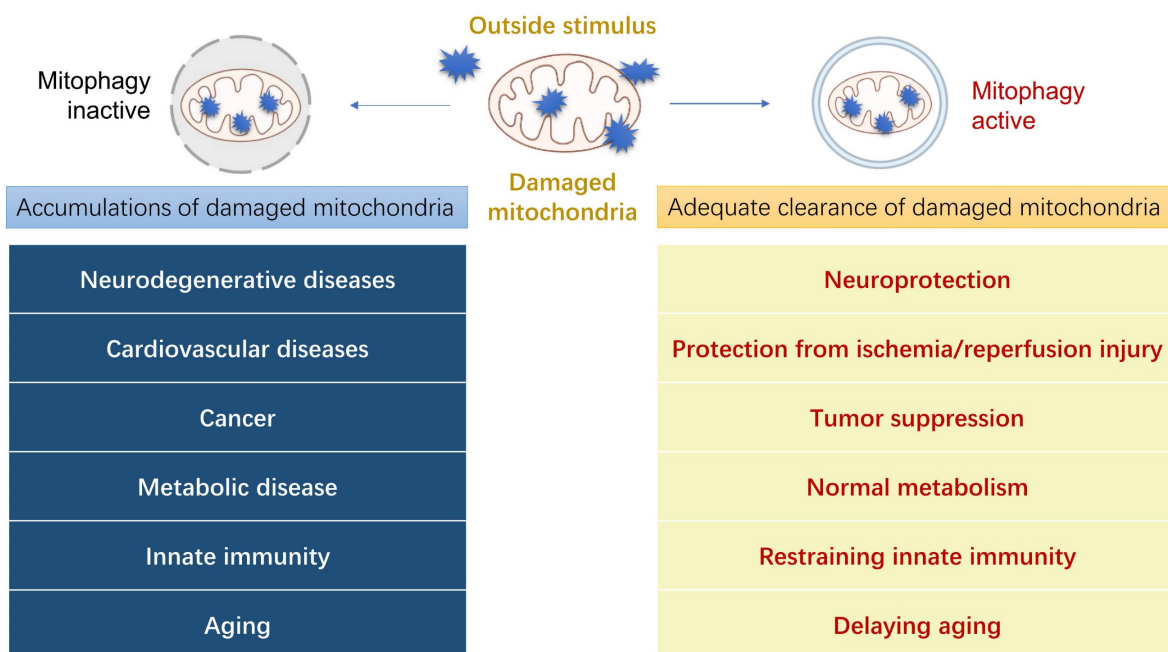 Outside stimulus
Mitophagy
inactive
Mitophagy
active
Damaged
mitochondria
Accumulations of damaged mitochondria
Adequate clearance of damaged mitochondria
Neurodegenerative diseases
Neuroprotection
Cardiovascular diseases
Protection from ischemia/reperfusion injury
Cancer
Tumor suppression
Metabolic disease
Normal metabolism
Innate immunity
Restraining innate immunity
Aging
Delaying aging